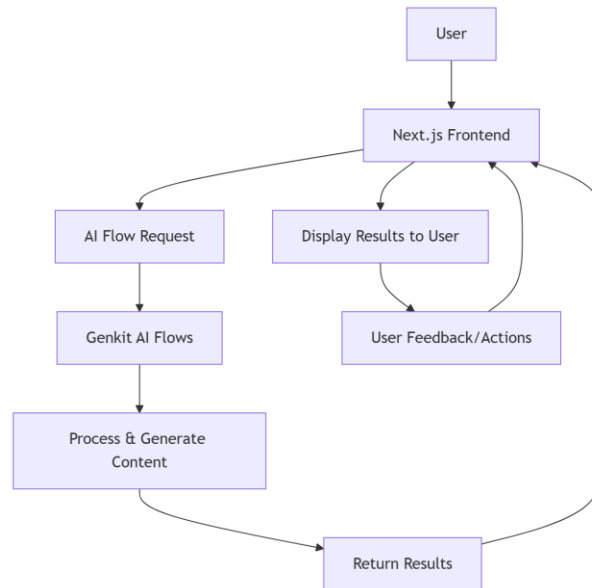 User
Next.js Frontend
AI Flow Request
Display Results to User
Genkit AI Flows
User Feedback/Actions
Process & Generate
Content
Return Results